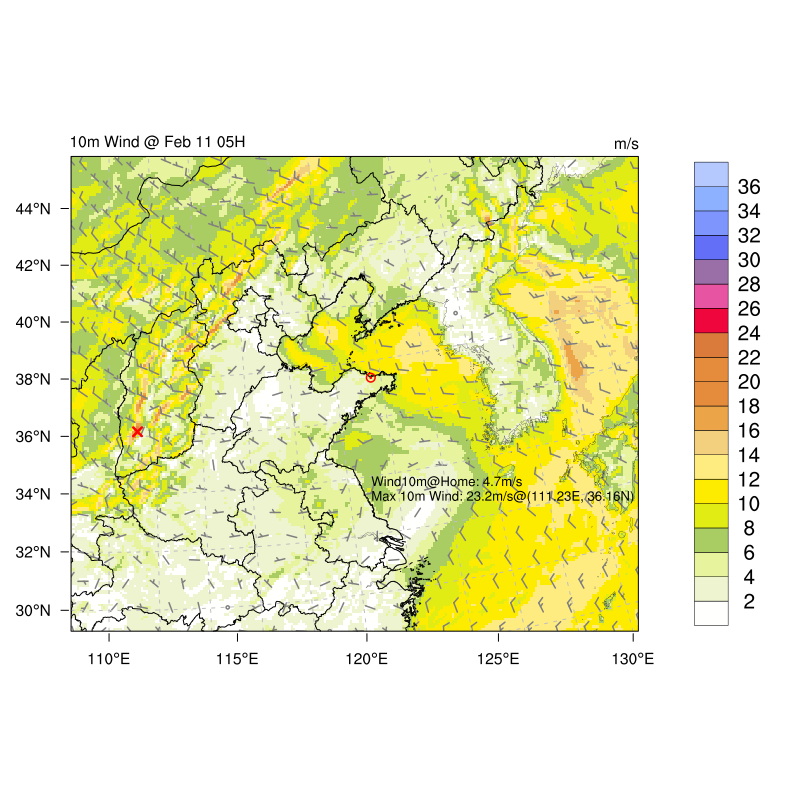 10m Wind @ Feb 11 05H
m/s
44°N
42°N
40°N
38°N
36°N
34°N
32°N
30°N
110°E
115°E
120°E
125°E
130°E
Wind10m@Home: 4.7m/s
Max 10m Wind: 23.2m/s@(111.23E, 36.16N)
36
34
32
30
28
26
24
22
20
18
16
14
12
10
8
6
4
2